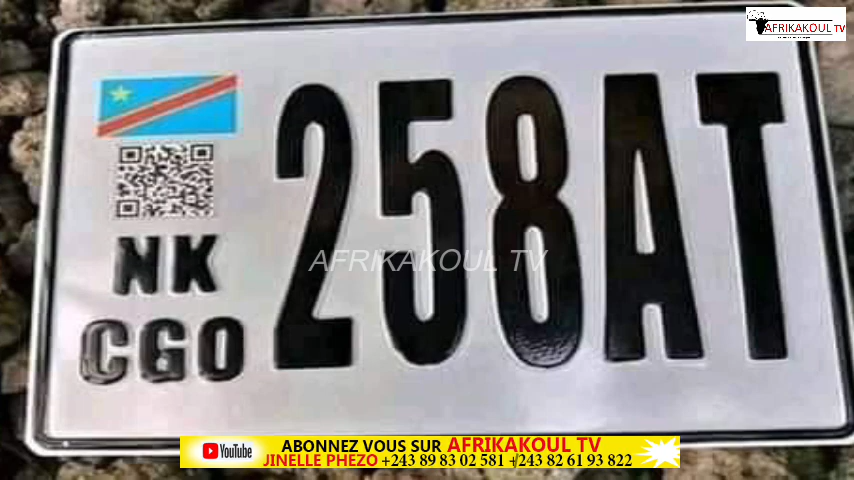 AFRIKAKOUL TV
258AT
NK
CGO
AFRIKAKOUL TV
YouTube
ABONNEZ VOUS SUR AFRIKAKOUL TV
JINELLE PHEZO +243 89 83 02 581 +243 82 61 93 822